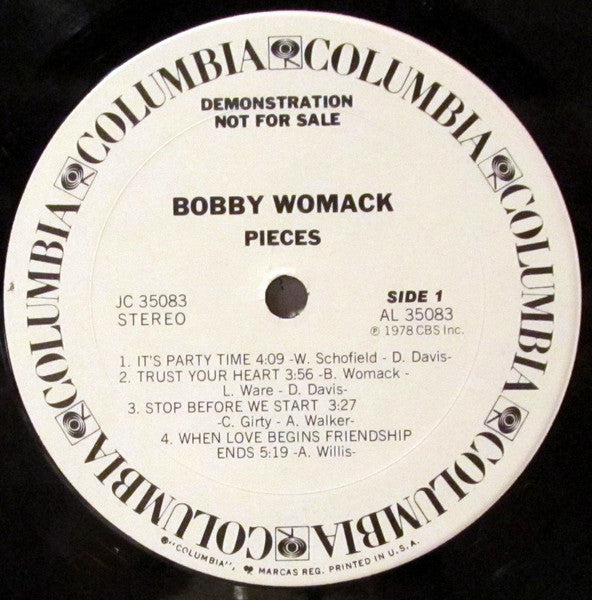 COLUMBIA COLUMBIA COLUMBIA COLUMBIA COLUMBIA COLUMBIA COLUMBIA
DEMONSTRATION
NOT FOR SALE
BOBBY WOMACK
PIECES
JC 35083
STEREO
SIDE 1
AL 35083
℗ 1978 CBS Inc.
1. IT'S PARTY TIME 4:09 -W. Schofield - D. Davis-
2. TRUST YOUR HEART 3:56 -B. Womack -
L. Ware - D. Davis-
3. STOP BEFORE WE START 3:27
-C. Girty - A. Walker-
4. WHEN LOVE BEGINS FRIENDSHIP
ENDS 5:19 -A. Willis-
®"COLUMBIA", MARCAS REG. PRINTED IN U.S.A.